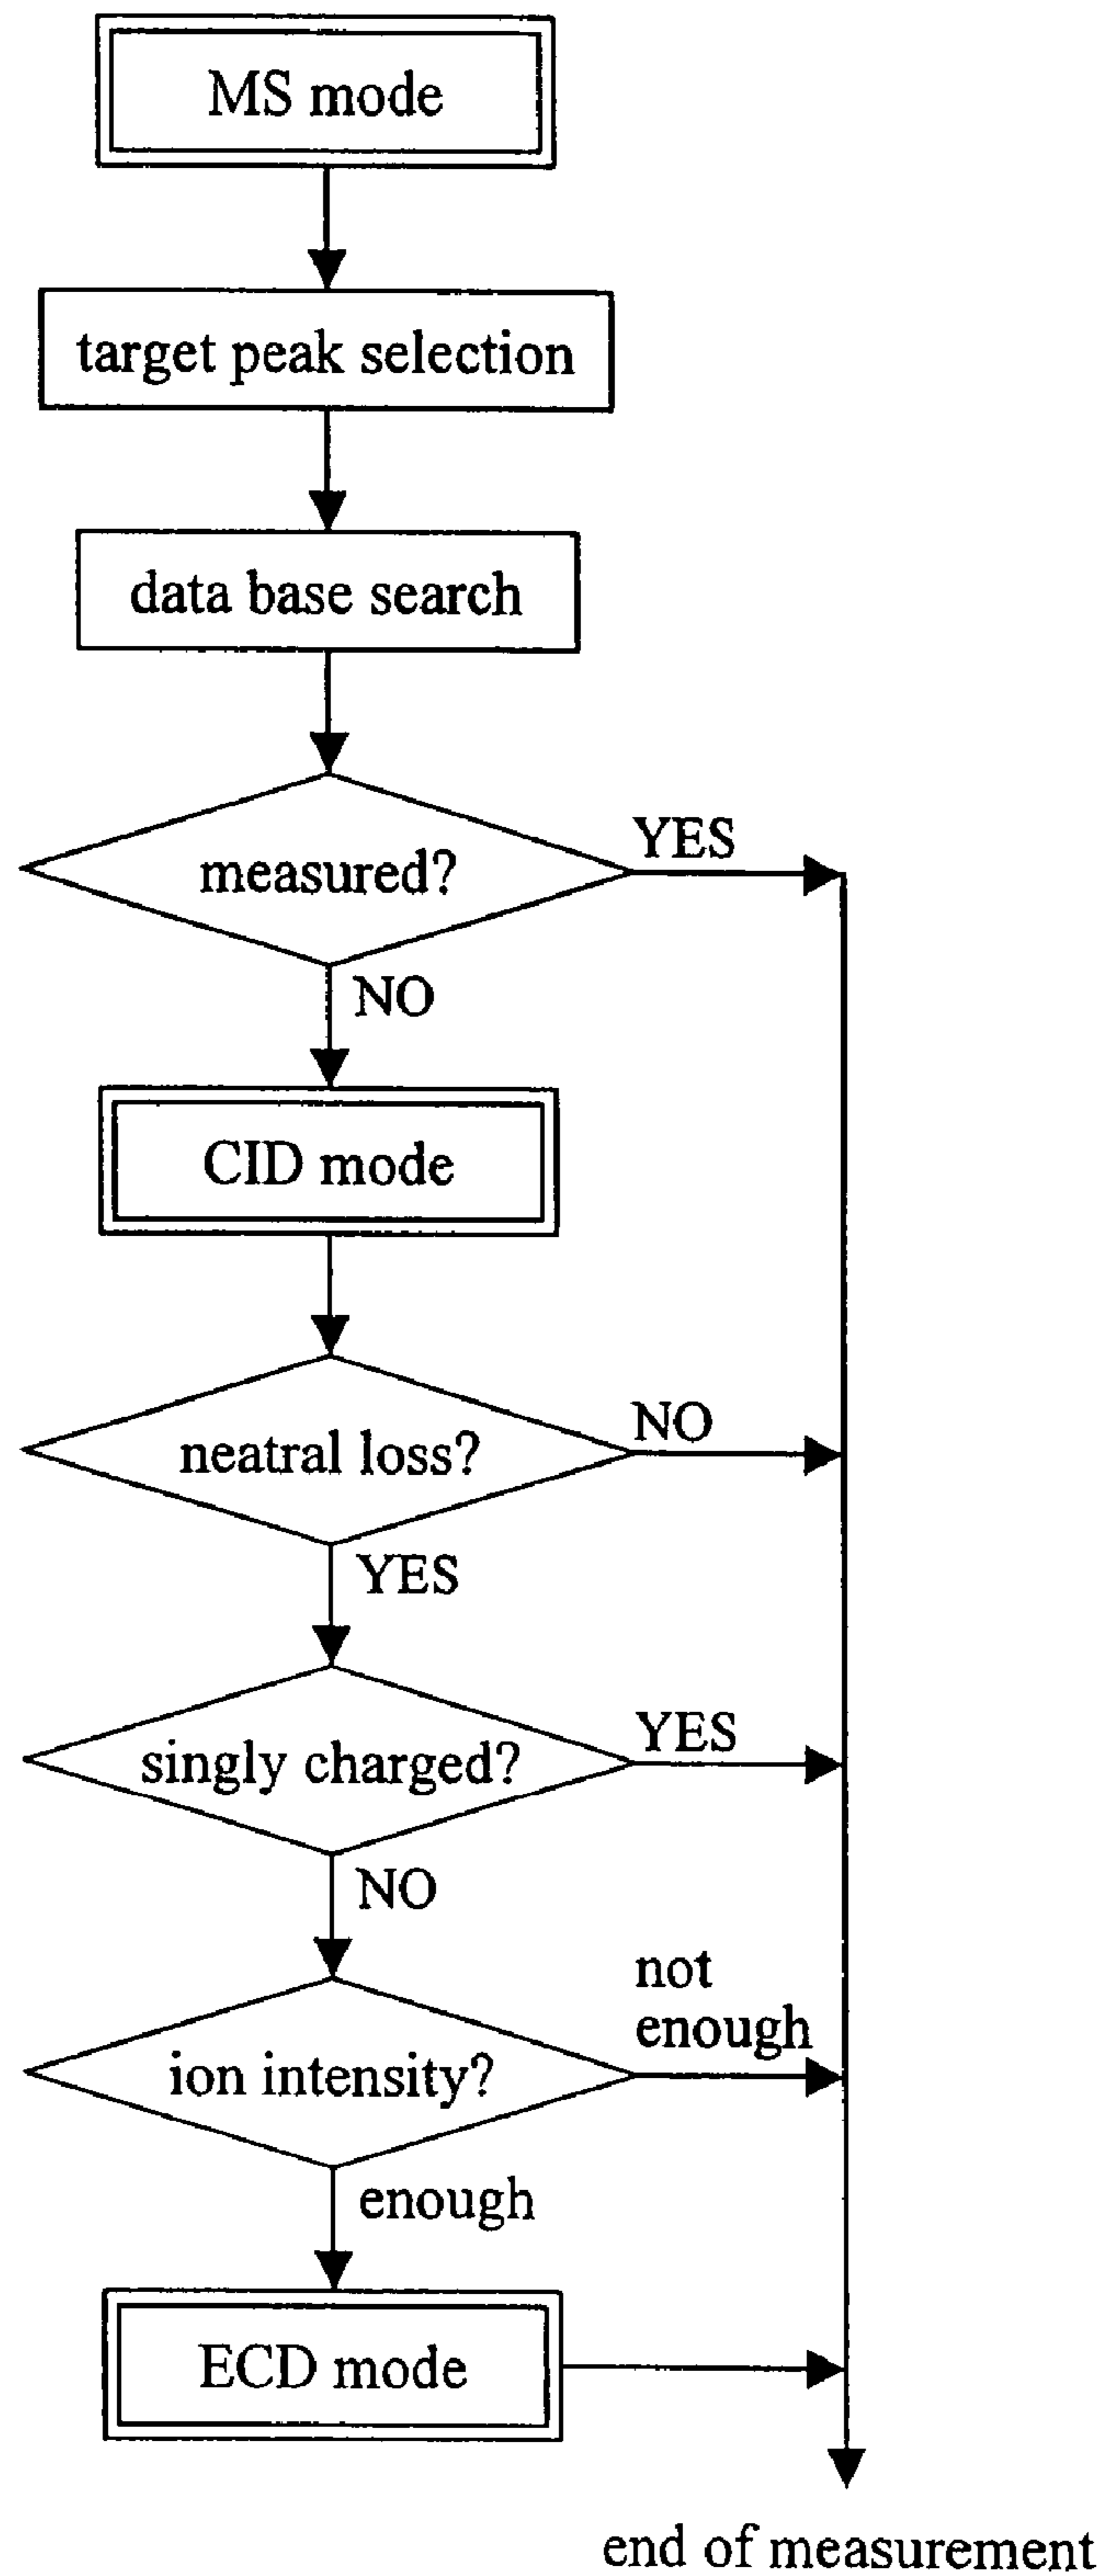 MS mode
target peak selection
data base search
measured?
YES
NO
CID mode
neatral loss?
NO
YES
singly charged?
YES
NO
ion intensity?
not
enough
enough
ECD mode
end of measurement